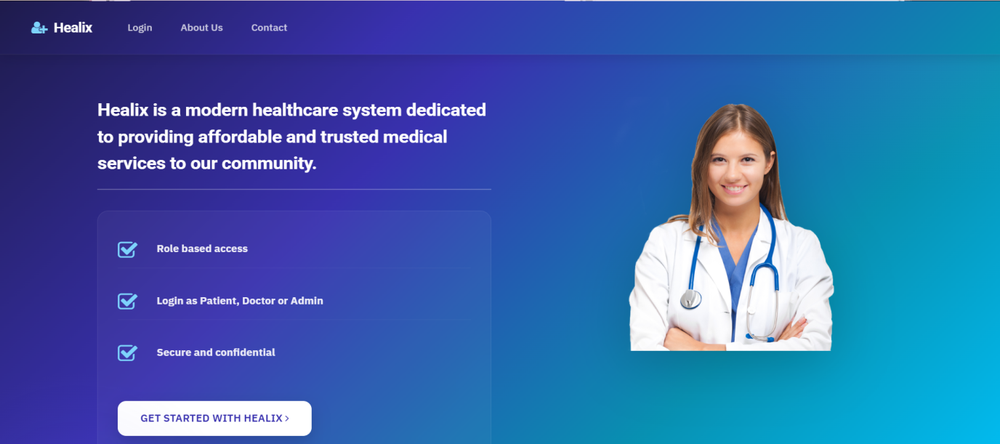 Healix
Login
About Us
Contact
Healix is a modern healthcare system dedicated
to providing affordable and trusted medical
services to our community.
Role based access
Login as Patient, Doctor or Admin
Secure and confidential
GET STARTED WITH HEALIX